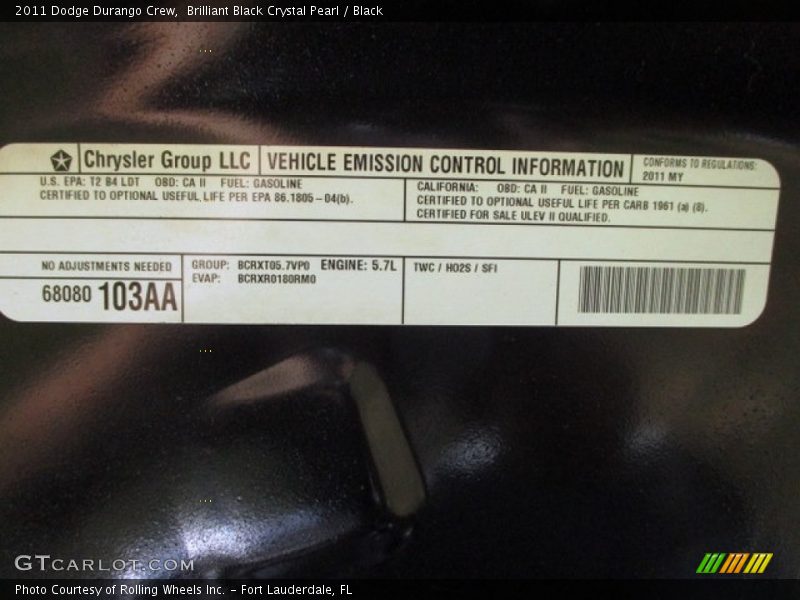 2011 Dodge Durango Crew,  Brilliant Black Crystal Pearl / Black
Chrysler Group LLC VEHICLE EMISSION CONTROL INFORMATION CONFORMS TO REGULATIONS:
2011 MY
U.S. EPA: T2 B4 LDT OBD: CA II FUEL: GASOLINE
CERTIFIED TO OPTIONAL USEFUL LIFE PER EPA 86.1805-04(b).
CALIFORNIA: OBD: CA II FUEL: GASOLINE
CERTIFIED TO OPTIONAL USEFUL LIFE PER CARB 1961 (a) (8).
CERTIFIED FOR SALE ULEV II QUALIFIED.
NO ADJUSTMENTS NEEDED
68080 103AA
GROUP: BCRXT05.7VP0 ENGINE: 5.7L
EVAP: BCRXR0180RM0
TWC / HO2S / SFI
GTCARLOT.COM
Photo Courtesy of Rolling Wheels Inc. - Fort Lauderdale, FL